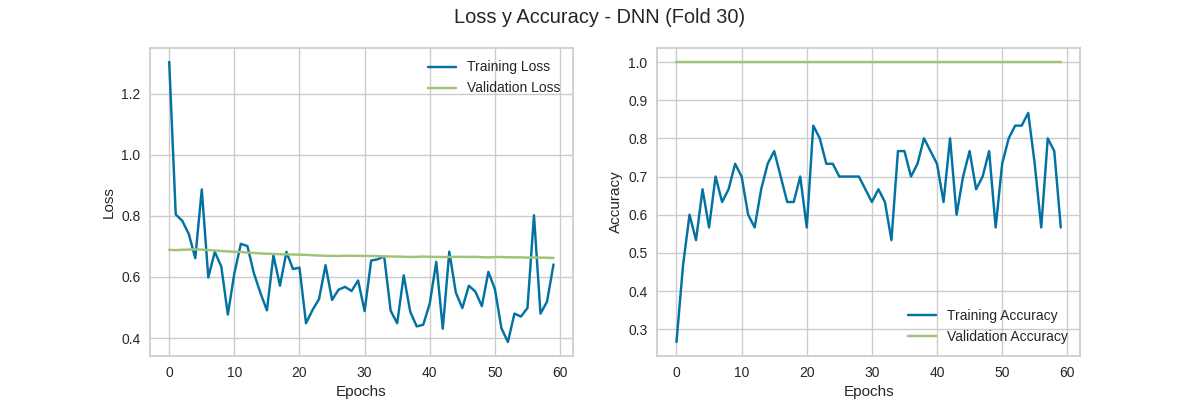 Loss y Accuracy - DNN (Fold 30)
Training Loss
Validation Loss
1.2
1.0
0.8
0.6
0.4
Loss
0 10 20 30 40 50 60
Epochs
1.0
0.9
0.8
0.7
0.6
0.5
0.4
0.3
Accuracy
Training Accuracy
Validation Accuracy
0 10 20 30 40 50 60
Epochs